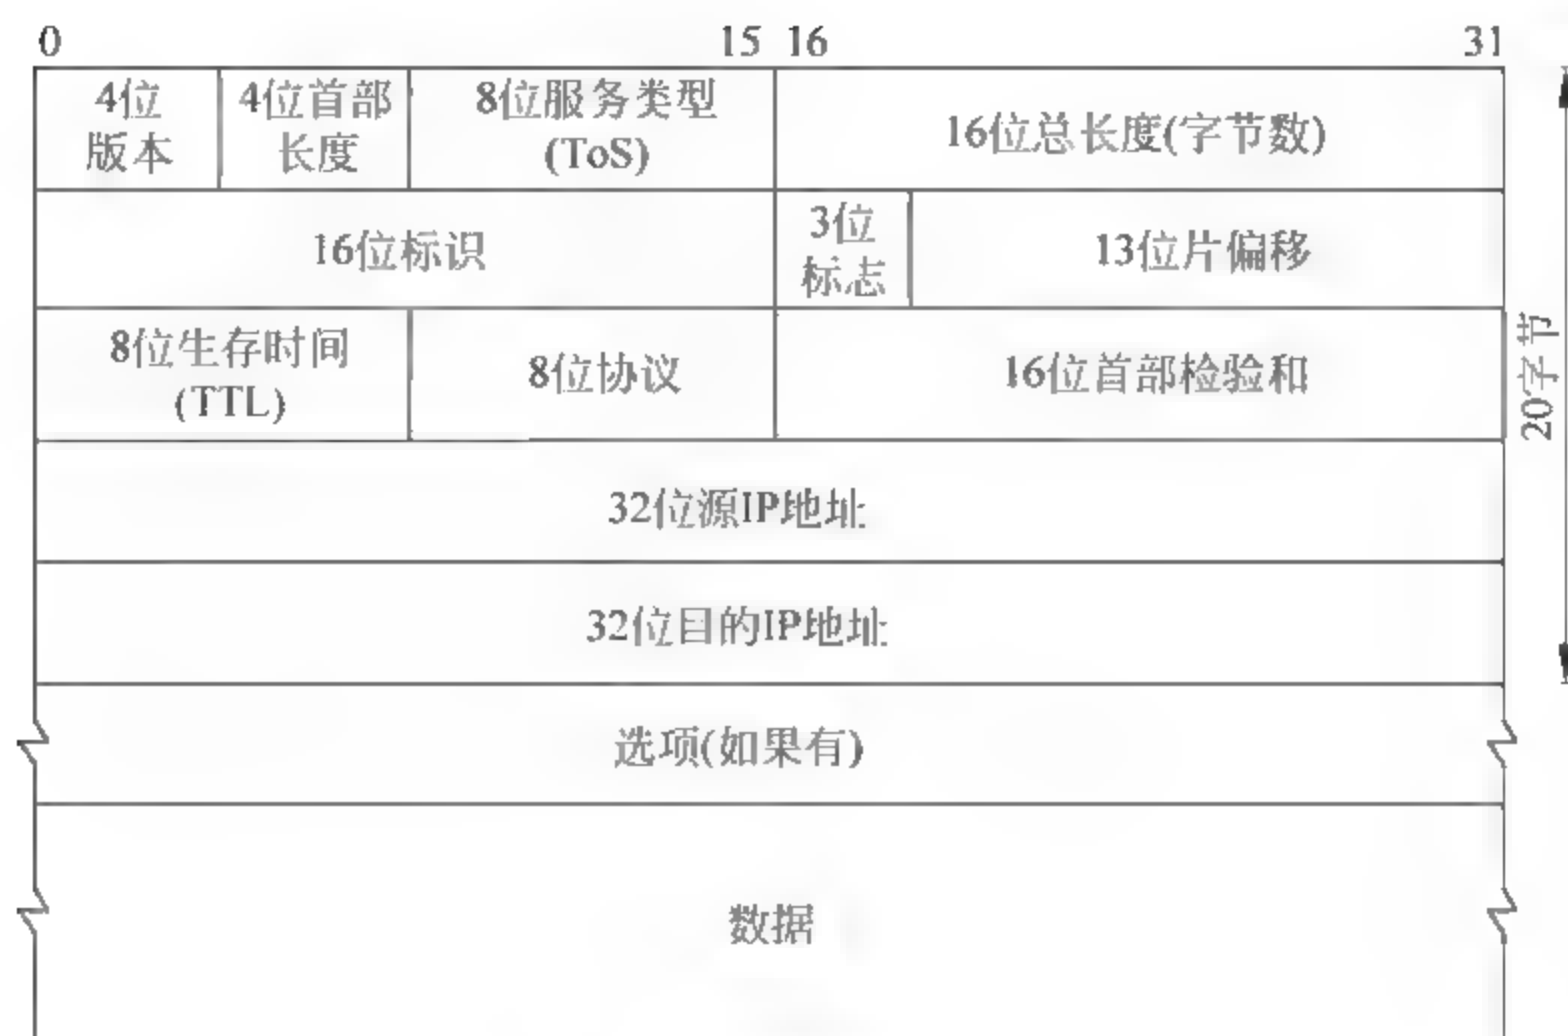 0 15 16 31
4位
版本
4位首部
长度
8位服务类型
(ToS)
16位总长度(字节数)
16位标识
3位
标志
13位片偏移
8位生存时间
(TTL)
8位协议
16位首部检验和
20字节
32位源IP地址
32位目的IP地址
选项(如果有)
数据